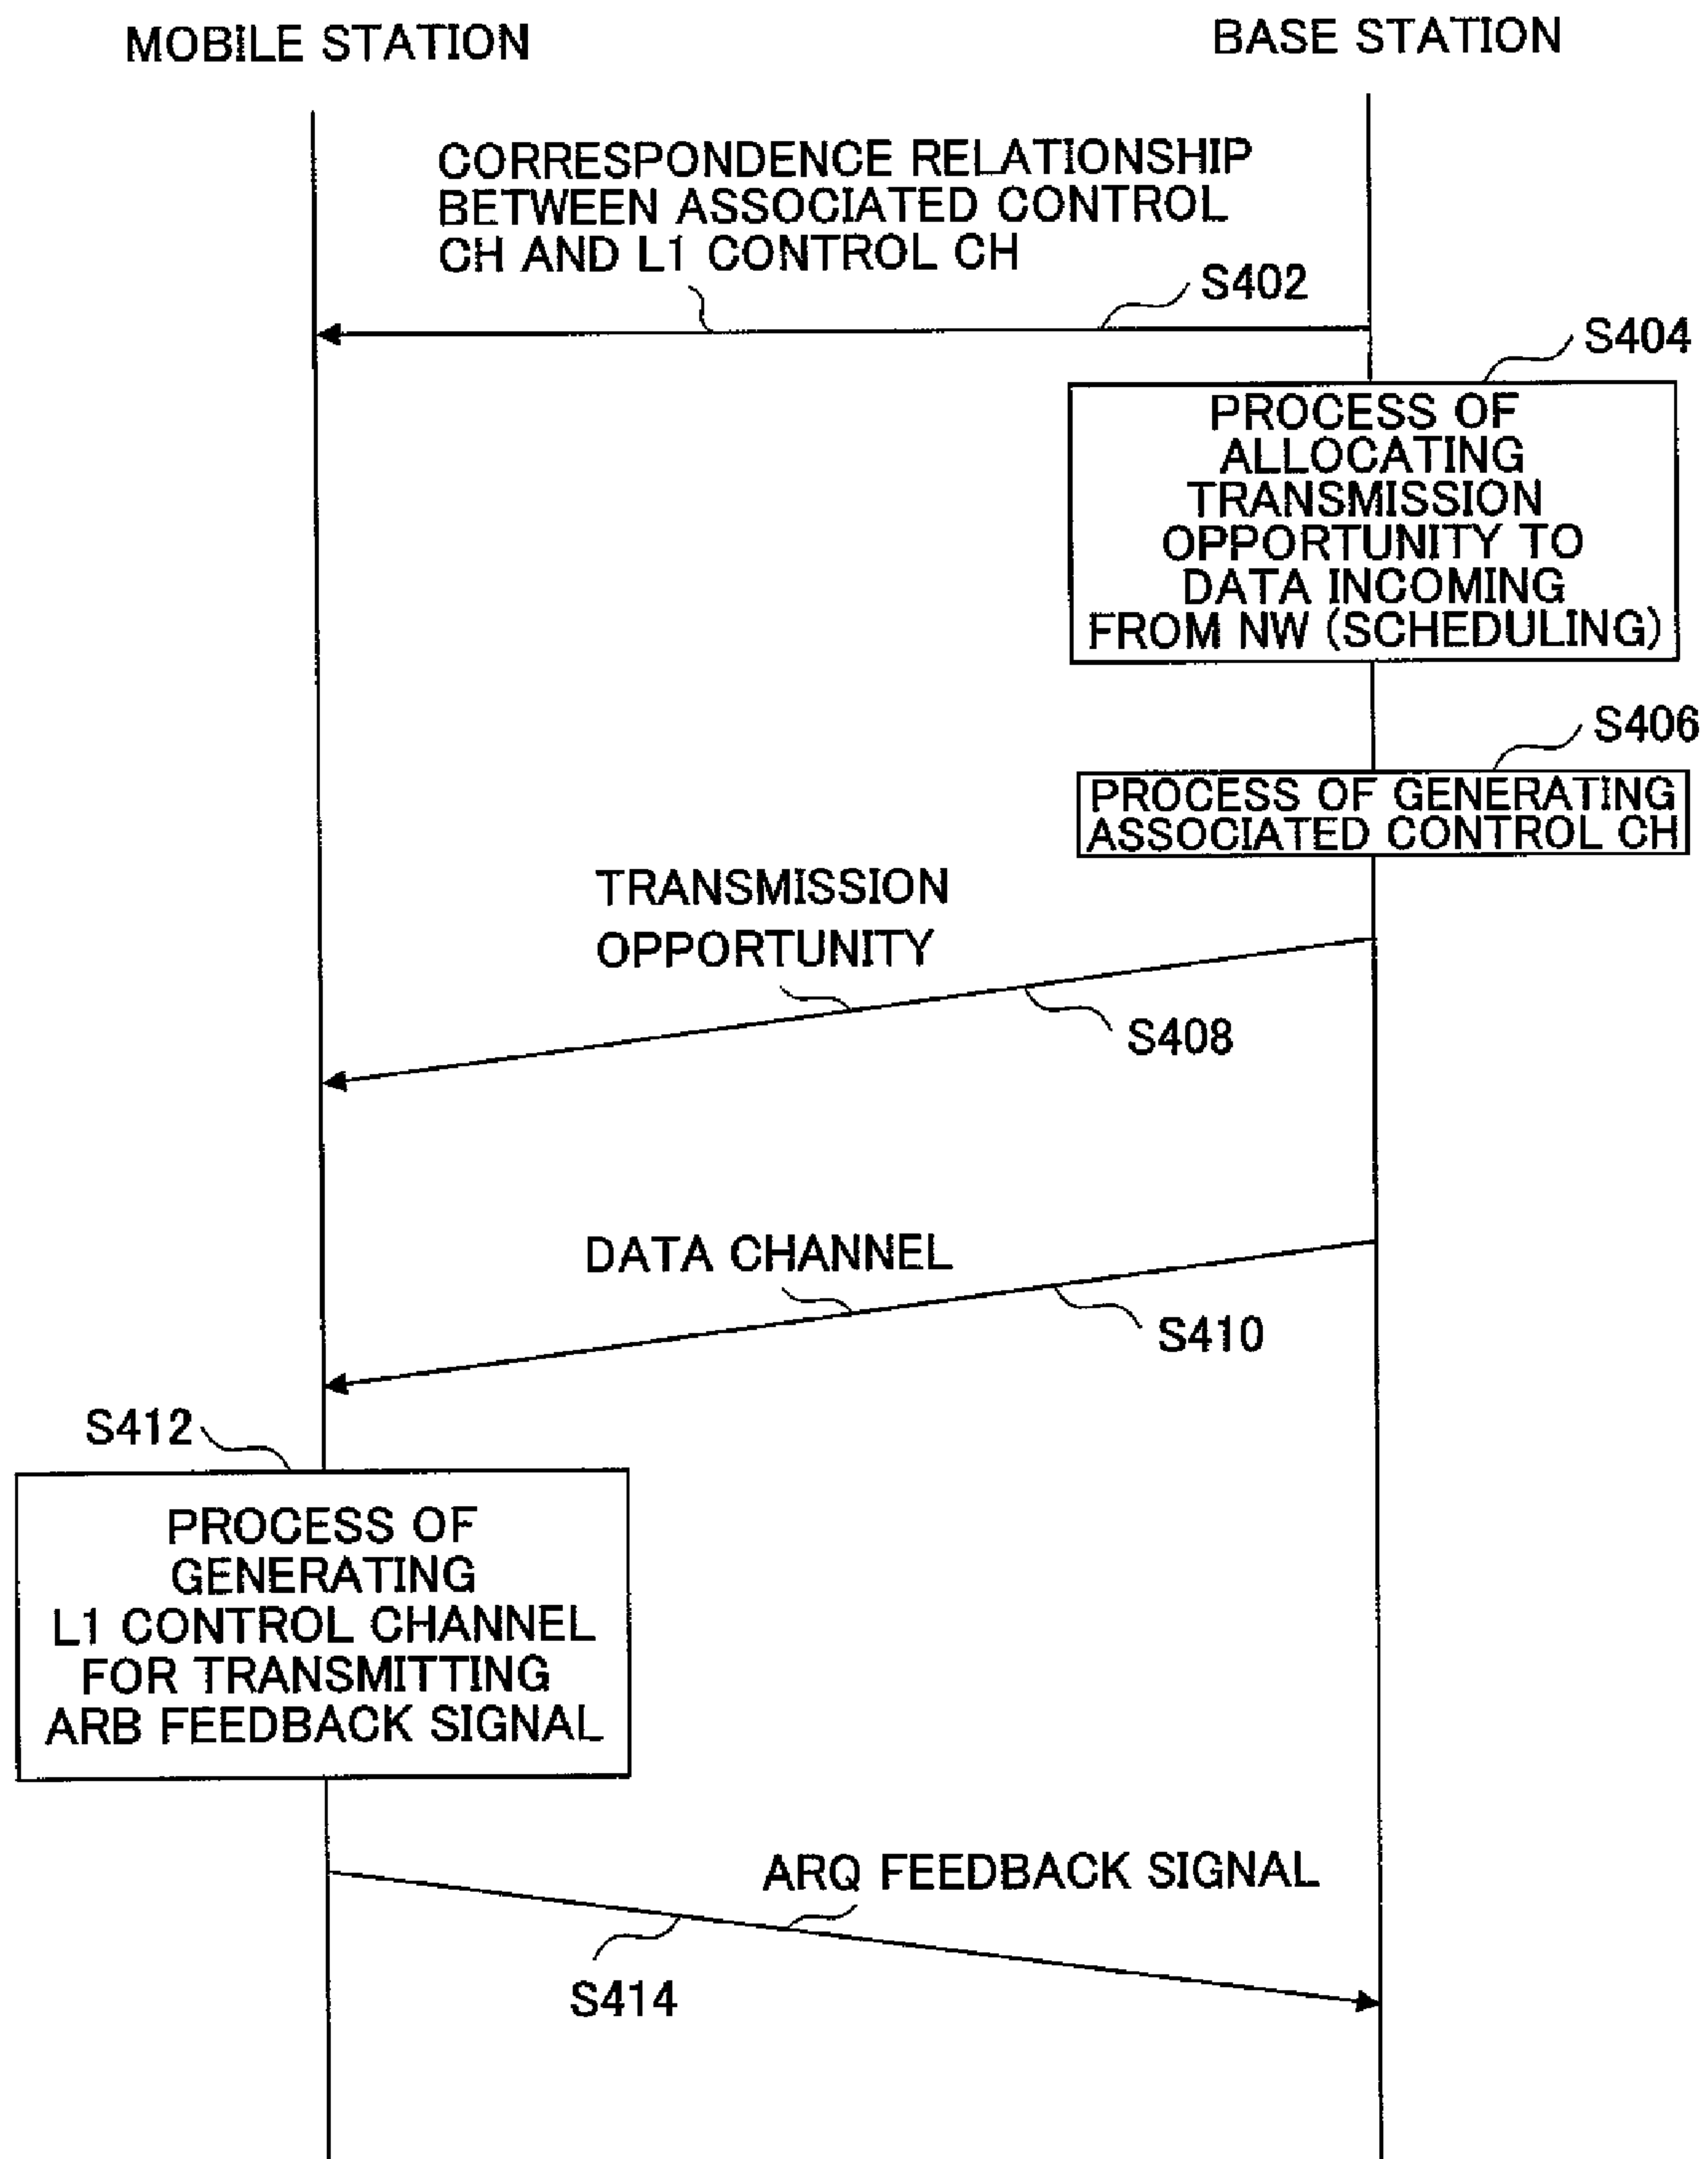 MOBILE STATION
BASE STATION
CORRESPONDENCE RELATIONSHIP
BETWEEN ASSOCIATED CONTROL
CH AND L1 CONTROL CH
S402
S404
PROCESS OF
ALLOCATING
TRANSMISSION
OPPORTUNITY TO
DATA INCOMING
FROM NW (SCHEDULING)
S406
PROCESS OF GENERATING
ASSOCIATED CONTROL CH
TRANSMISSION
OPPORTUNITY
S408
DATA CHANNEL
S410
S412
PROCESS OF
GENERATING
L1 CONTROL CHANNEL
FOR TRANSMITTING
ARB FEEDBACK SIGNAL
ARQ FEEDBACK SIGNAL
S414